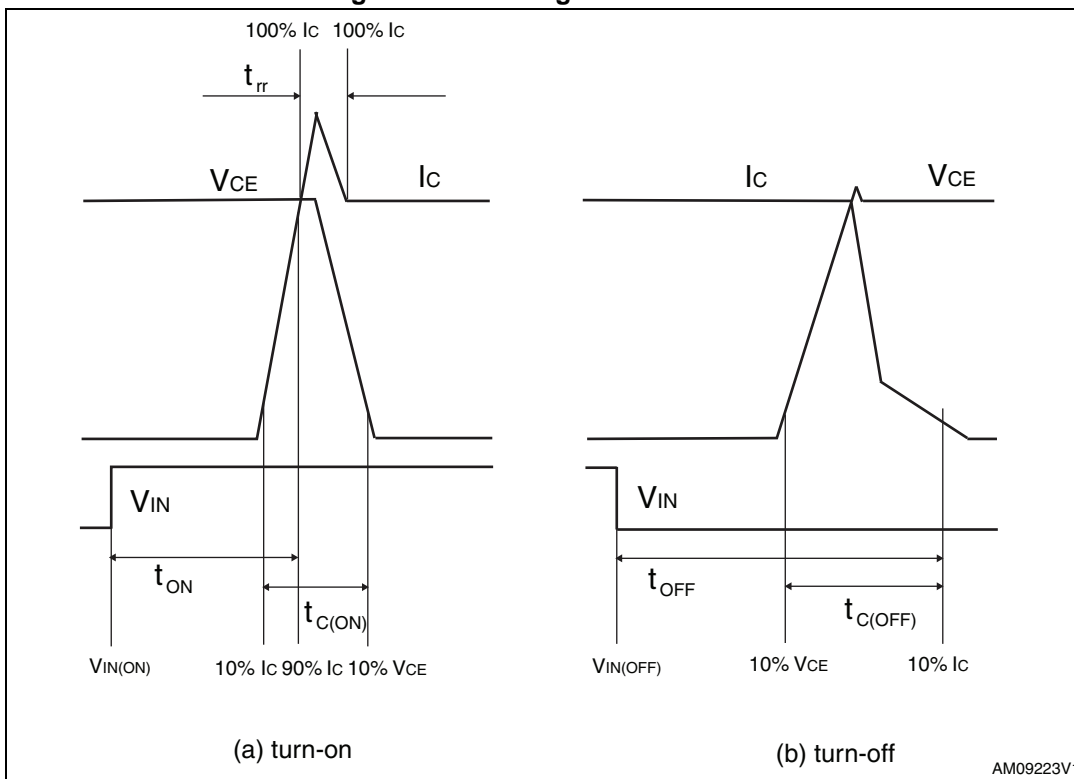 100% IC 100% IC
trr
VCE IC
VIN
tON
tC(ON)
VIN(ON) 10% IC 90% IC 10% VCE
(a) turn-on
IC VCE
VIN
tOFF
tC(OFF)
VIN(OFF) 10% VCE 10% IC
(b) turn-off